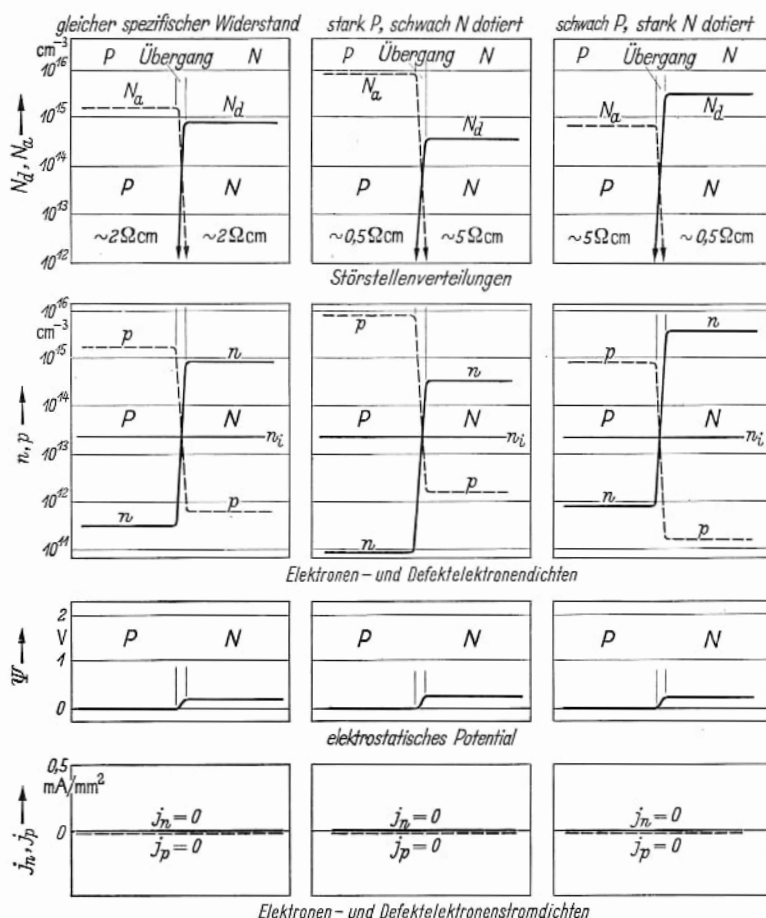 gleicher spezifischer Widerstand
stark P, schwach N dotiert
schwach P, stark N dotiert
cm⁻³
10¹⁶
10¹⁵
10¹⁴
10¹³
10¹²
N_d, N_a
P Übergang N
N_a
N_d
P N
~2Ωcm ~2Ωcm
P Übergang N
N_a
N_d
P N
~0,5Ωcm ~5Ωcm
P Übergang N
N_a
N_d
P N
~5Ωcm ~0,5Ωcm
Störstellenverteilungen
10¹⁶
cm⁻³
10¹⁵
10¹⁴
10¹³
10¹²
10¹¹
n, p
p
n
P N n_i
n p
p
n
P N n_i
p
n
n
p
P N n_i
n
p
Elektronen- und Defektelektronendichten
2
V
1
0
Ψ
P N
P N
P N
elektrostatisches Potential
0,5
mA/mm²
0
j_n, j_p
j_n=0
j_p=0
j_n=0
j_p=0
j_n=0
j_p=0
Elektronen- und Defektelektronenstromdichten